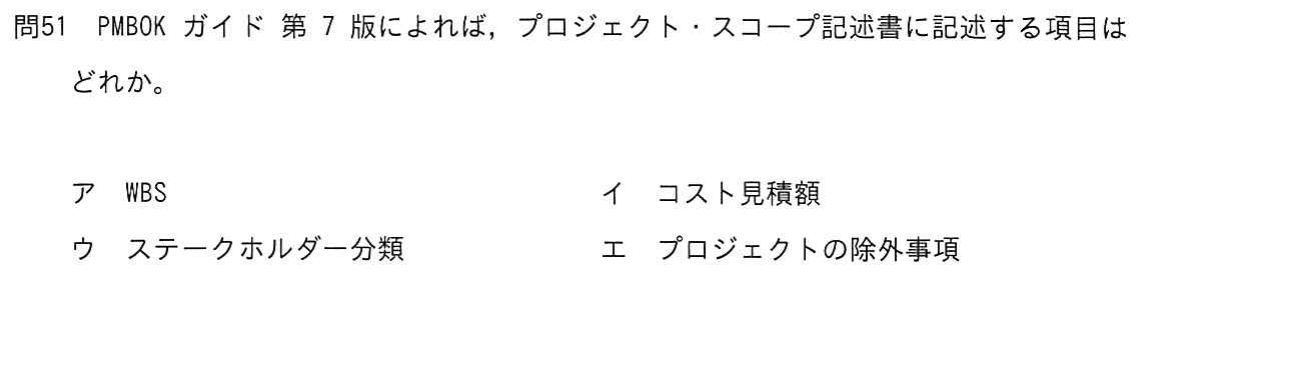 問51 PMBOK ガイド 第 7 版によれば，プロジェクト・スコープ記述書に記述する項目は
どれか。
ア WBS イ コスト見積額
ウ ステークホルダー分類 エ プロジェクトの除外事項